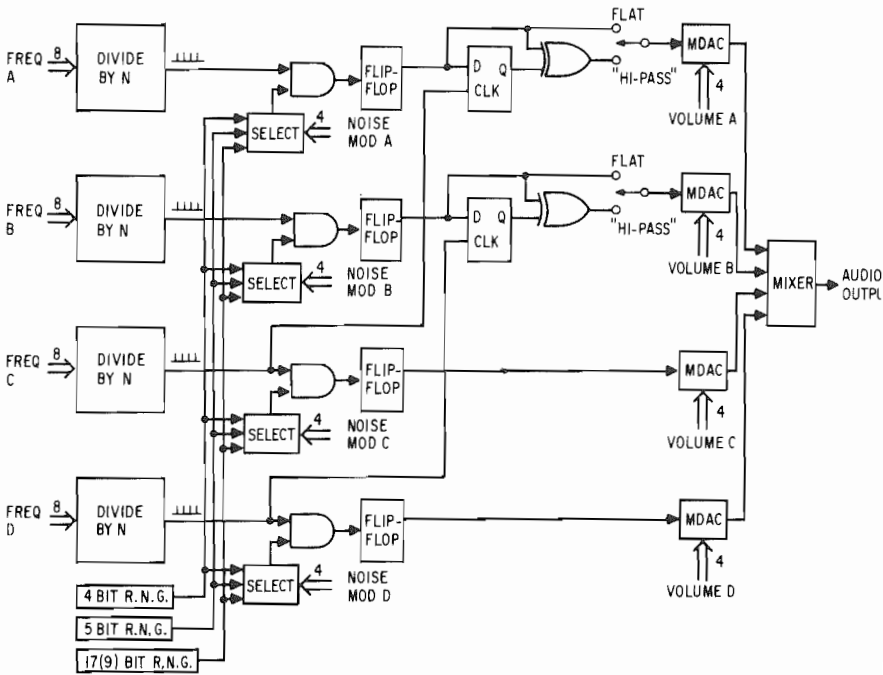 FREQ A
8
DIVIDE BY N
SELECT
4
NOISE MOD A
FLIP-FLOP
D Q
CLK
FLAT
"HI-PASS"
MDAC
4
VOLUME A
FREQ B
8
DIVIDE BY N
SELECT
4
NOISE MOD B
FLIP-FLOP
D Q
CLK
FLAT
"HI-PASS"
MDAC
4
VOLUME B
MIXER
AUDIO OUTPU
FREQ C
8
DIVIDE BY N
SELECT
4
NOISE MOD C
FLIP-FLOP
MDAC
4
VOLUME C
FREQ D
8
DIVIDE BY N
SELECT
4
NOISE MOD D
FLIP-FLOP
MDAC
4
VOLUME D
4 BIT R.N.G.
5 BIT R.N.G.
17(9) BIT R.N.G.